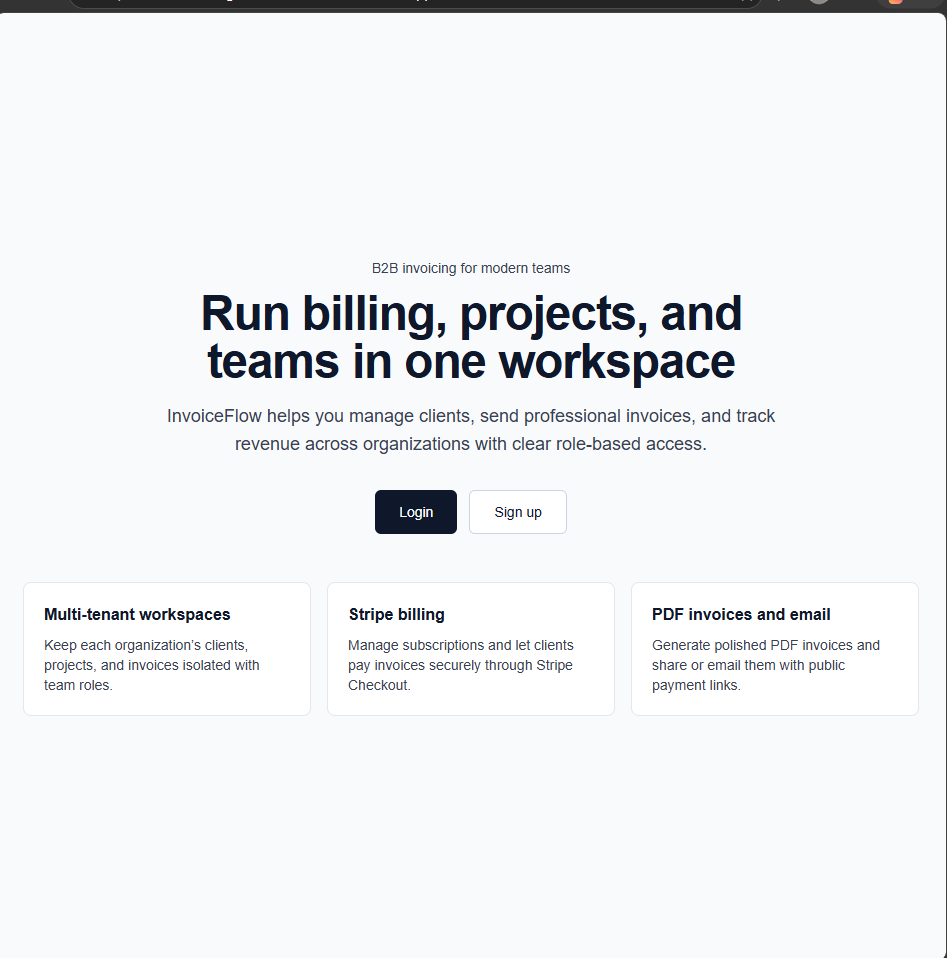 B2B invoicing for modern teams
Run billing, projects, and
teams in one workspace
InvoiceFlow helps you manage clients, send professional invoices, and track
revenue across organizations with clear role-based access.
Login
Sign up
Multi-tenant workspaces
Keep each organization's clients,
projects, and invoices isolated with
team roles.
Stripe billing
Manage subscriptions and let clients
pay invoices securely through Stripe
Checkout.
PDF invoices and email
Generate polished PDF invoices and
share or email them with public
payment links.